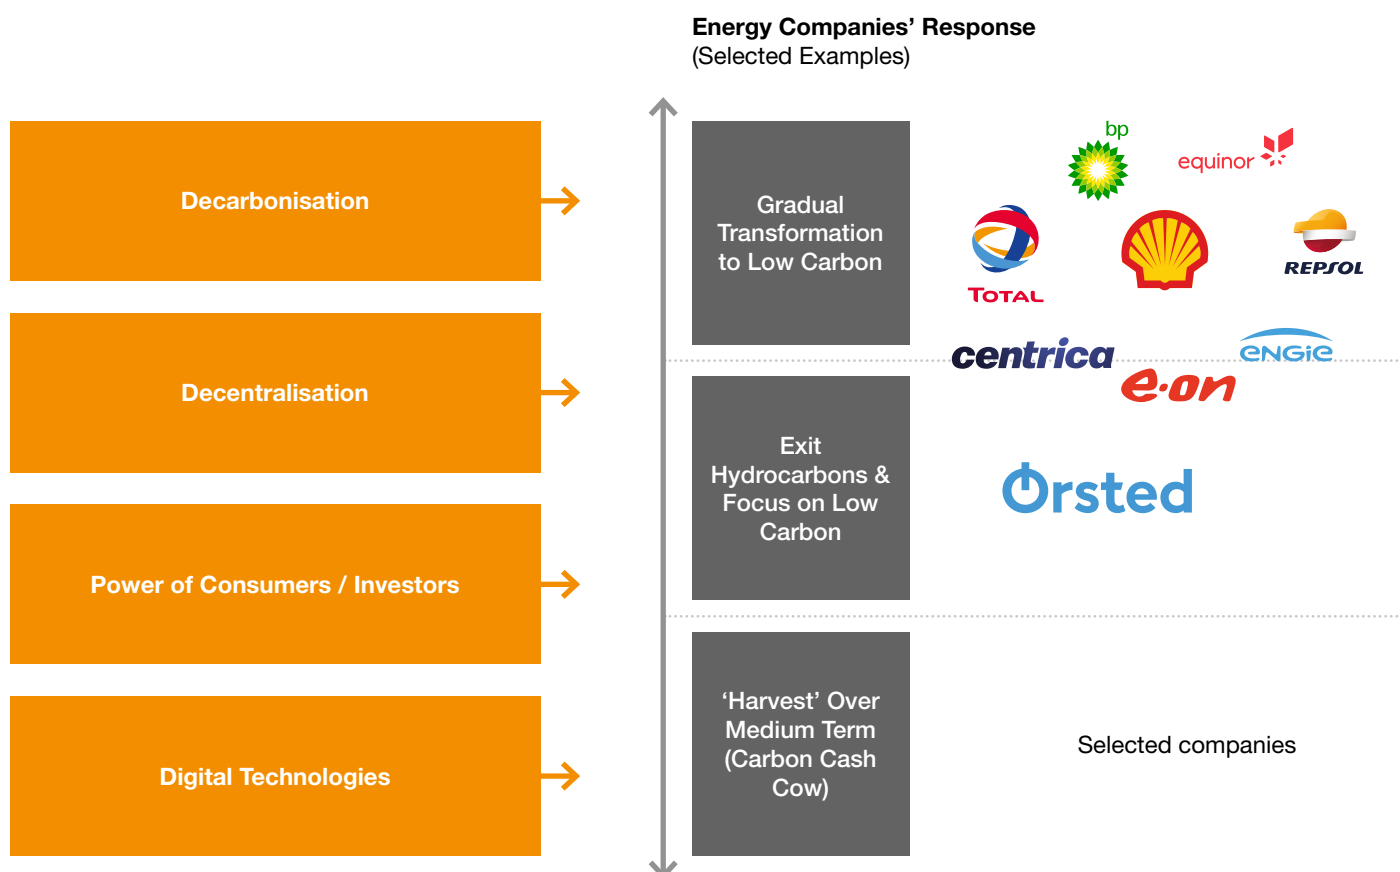 Energy Companies’ Response
(Selected Examples)
Decarbonisation
Decentralisation
Power of Consumers / Investors
Digital Technologies
Gradual
Transformation
to Low Carbon
bp
equinor
TOTAL
REPSOL
centrica
ENGIE
e·on
Exit
Hydrocarbons &
Focus on Low
Carbon
Ørsted
‘Harvest’ Over
Medium Term
(Carbon Cash
Cow)
Selected companies